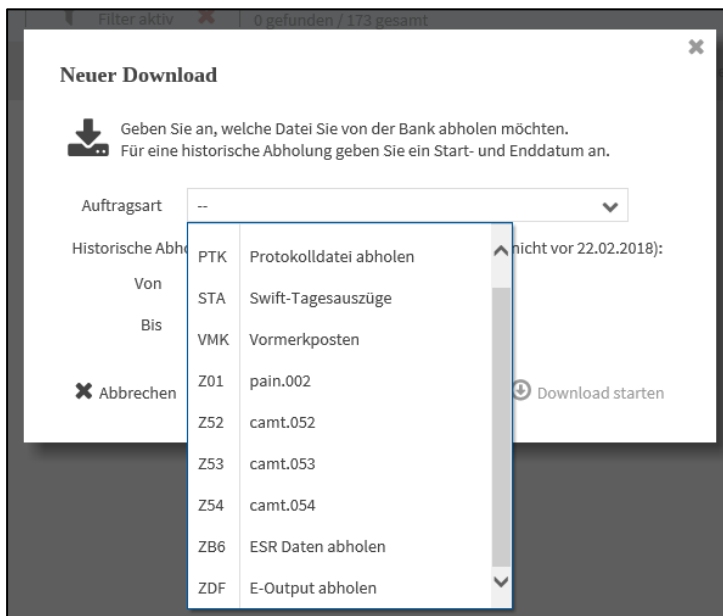 Filter aktiv 0 gefunden / 173 gesamt
Neuer Download
Geben Sie an, welche Datei Sie von der Bank abholen möchten.
Für eine historische Abholung geben Sie ein Start- und Enddatum an.
Auftragsart --
Historische Abho nicht vor 22.02.2018):
Von
Bis
PTK Protokolldatei abholen
STA Swift-Tagesauszüge
VMK Vormerkposten
Z01 pain.002
Z52 camt.052
Z53 camt.053
Z54 camt.054
ZB6 ESR Daten abholen
ZDF E-Output abholen
Abbrechen Download starten